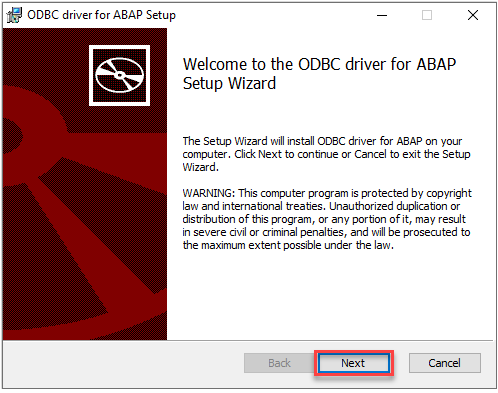 ODBC driver for ABAP Setup
Welcome to the ODBC driver for ABAP
Setup Wizard
The Setup Wizard will install ODBC driver for ABAP on your
computer. Click Next to continue or Cancel to exit the Setup
Wizard.
WARNING: This computer program is protected by copyright
law and international treaties. Unauthorized duplication or
distribution of this program, or any portion of it, may result
in severe civil or criminal penalties, and will be prosecuted to
the maximum extent possible under the law.
Back Next Cancel